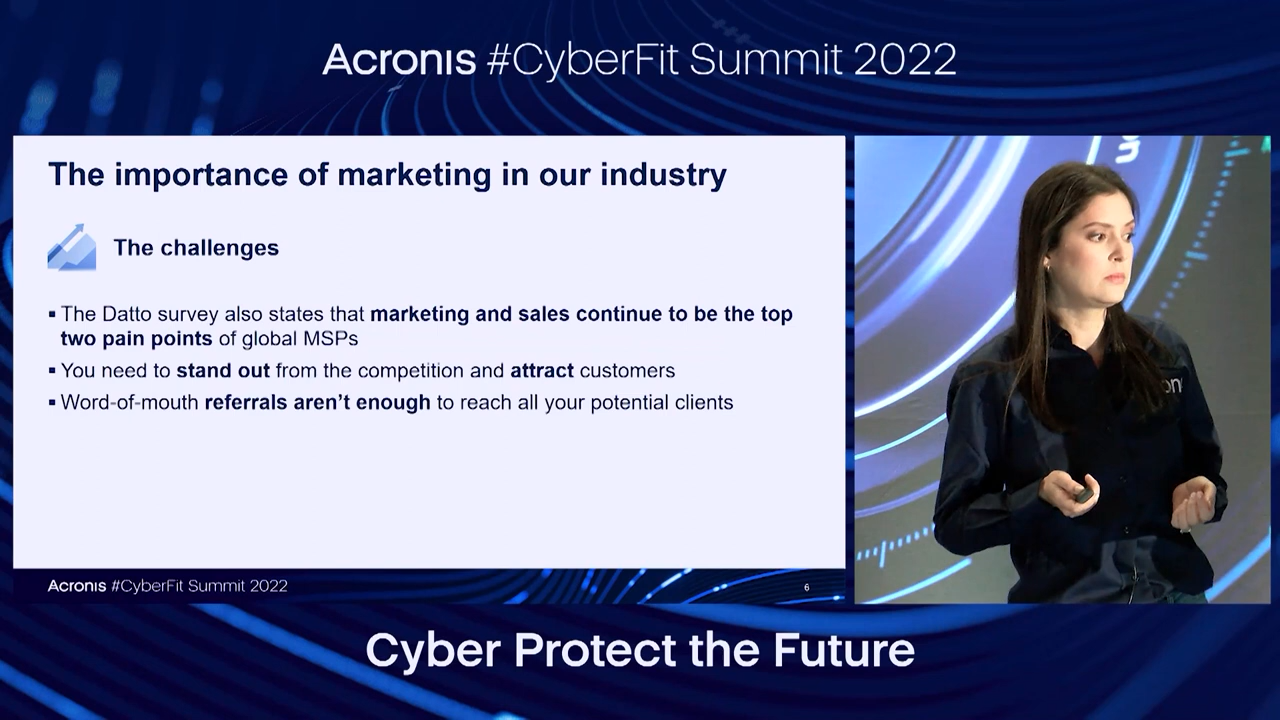 Acronis #CyberFit Summit 2022
The importance of marketing in our industry
The challenges
▪ The Datto survey also states that marketing and sales continue to be the top
two pain points of global MSPs
▪ You need to stand out from the competition and attract customers
▪ Word-of-mouth referrals aren’t enough to reach all your potential clients
Acronis #CyberFit Summit 2022
6
Cyber Protect the Future